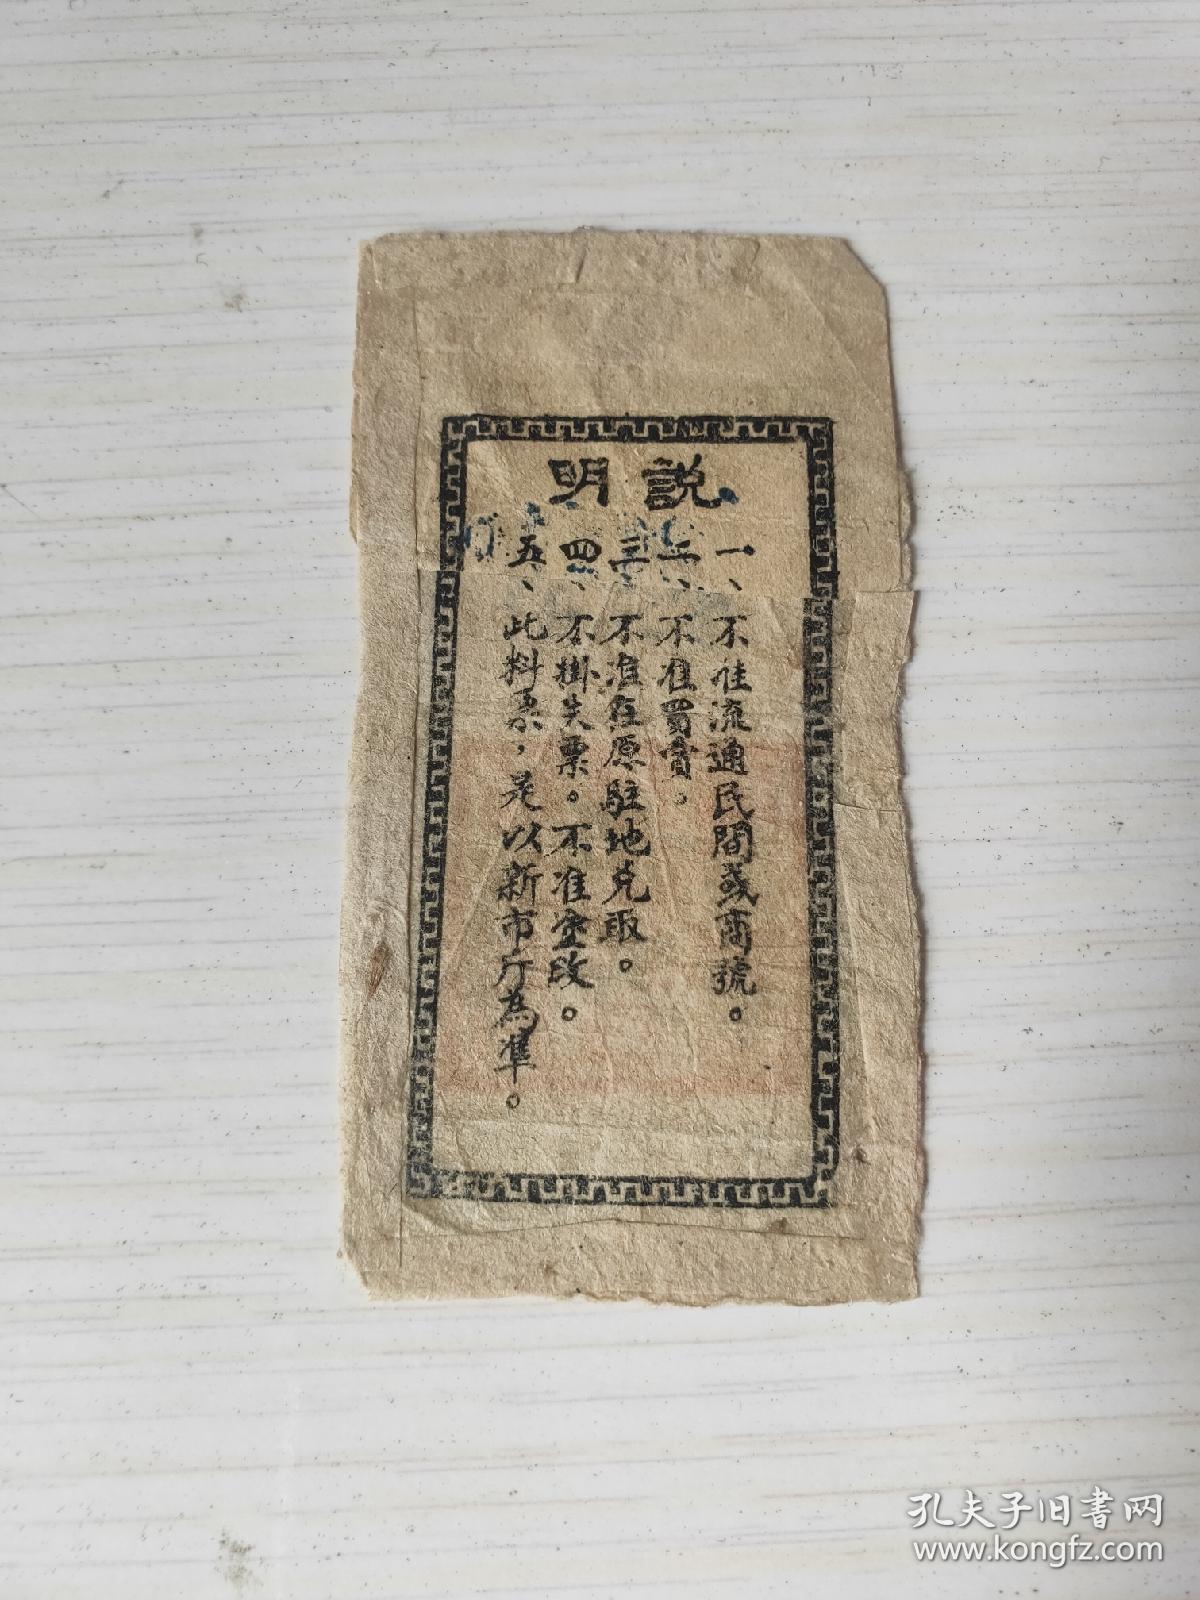 説明
一、不准流通民間或商號。
二、不准買賣。
三、不准在原駐地兑取。
四、不掛失票。不准塗改。
五、此料票，是以新市斤為準。
孔夫子旧书网
www.kongfz.com